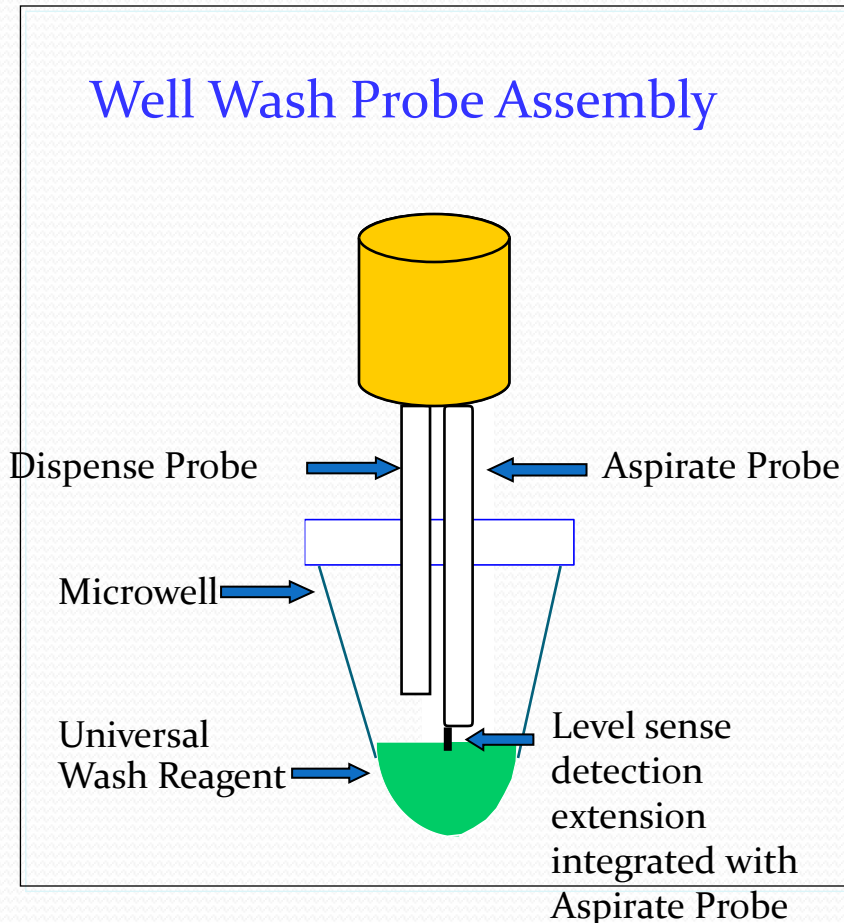 Well Wash Probe Assembly
Dispense Probe
Aspirate Probe
Microwell
Universal
Wash Reagent
Level sense
detection
extension
integrated with
Aspirate Probe